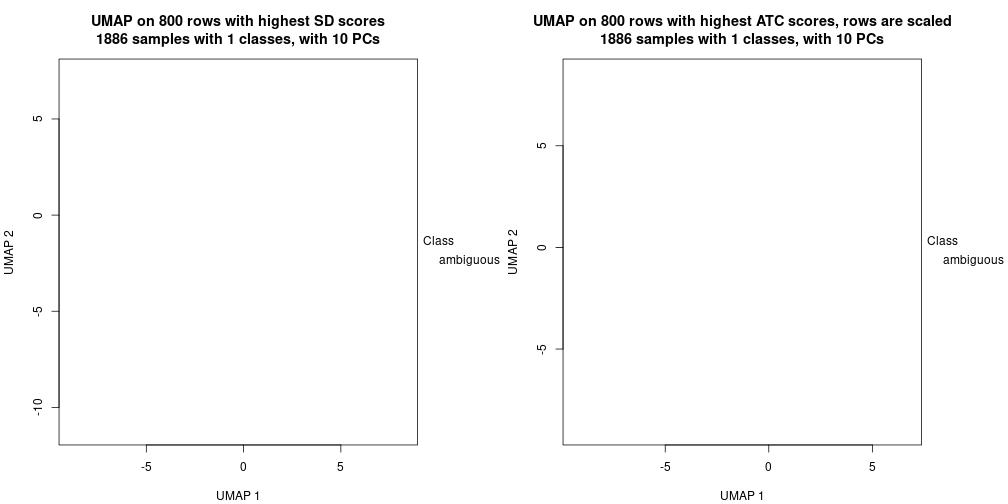 UMAP on 800 rows with highest SD scores
1886 samples with 1 classes, with 10 PCs
5
0
-5
-10
UMAP 2
-5
0
5
UMAP 1
Class
ambiguous
UMAP on 800 rows with highest ATC scores, rows are scaled
1886 samples with 1 classes, with 10 PCs
5
0
-5
UMAP 2
-5
0
5
UMAP 1
Class
ambiguous